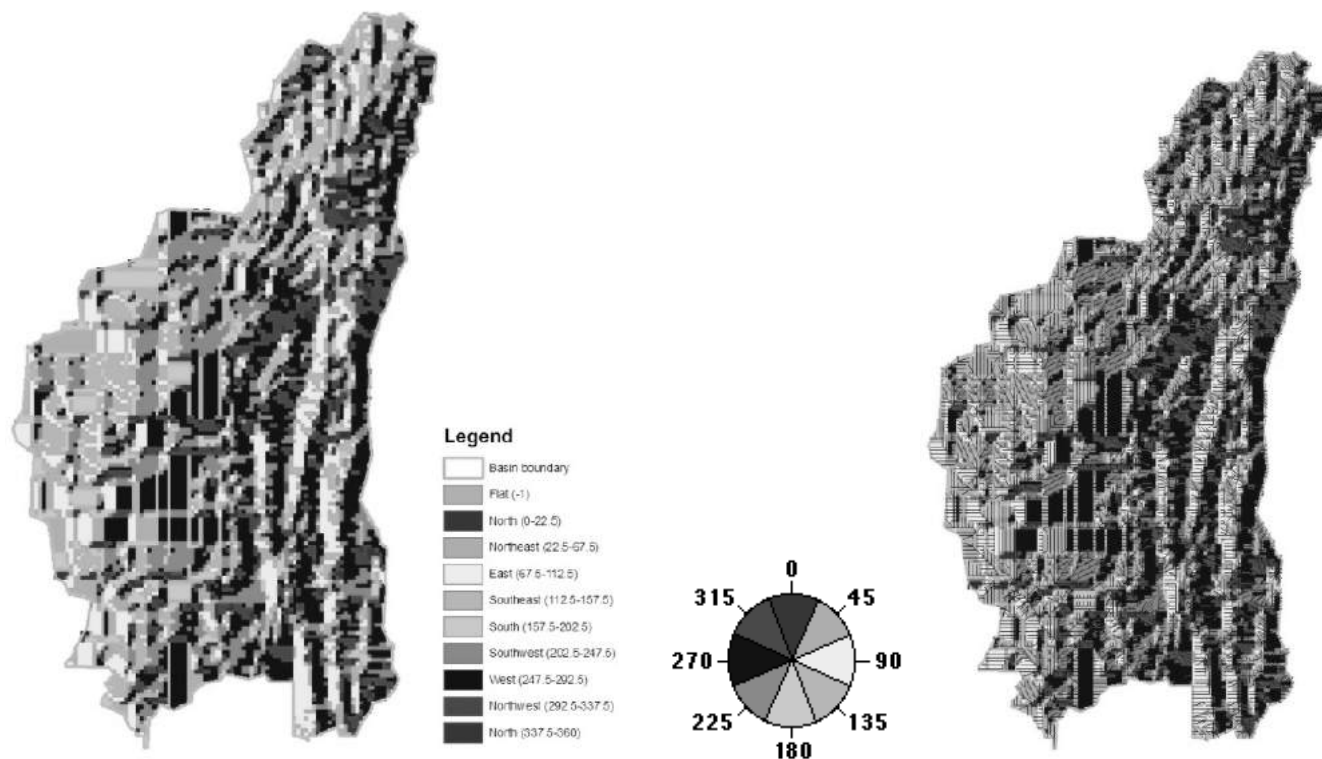 Legend
Basin boundary
Flat (-1)
North (0-22.5)
Northeast (22.5-67.5)
East (67.5-112.5)
Southeast (112.5-157.5)
South (157.5-202.5)
Southwest (202.5-247.5)
West (247.5-292.5)
Northwest (292.5-337.5)
North (337.5-360)
0
315 45
270 90
225 135
180